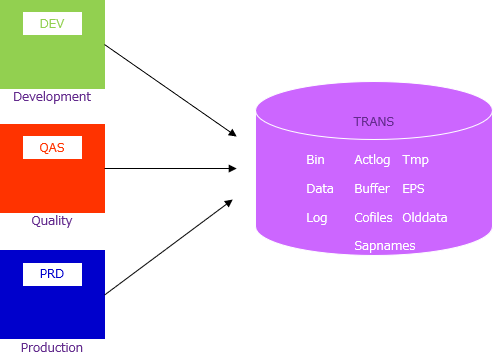 DEV
Development
QAS
Quality
PRD
Production
TRANS
Bin Actlog Tmp
Data Buffer EPS
Log Cofiles Olddata
Sapnames